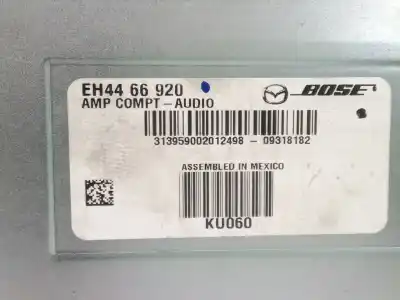 EH44 66 920
BOSE
AMP COMPT-AUDIO
313959002012498 - 09318182
ASSEMBLED IN MEXICO
KU060